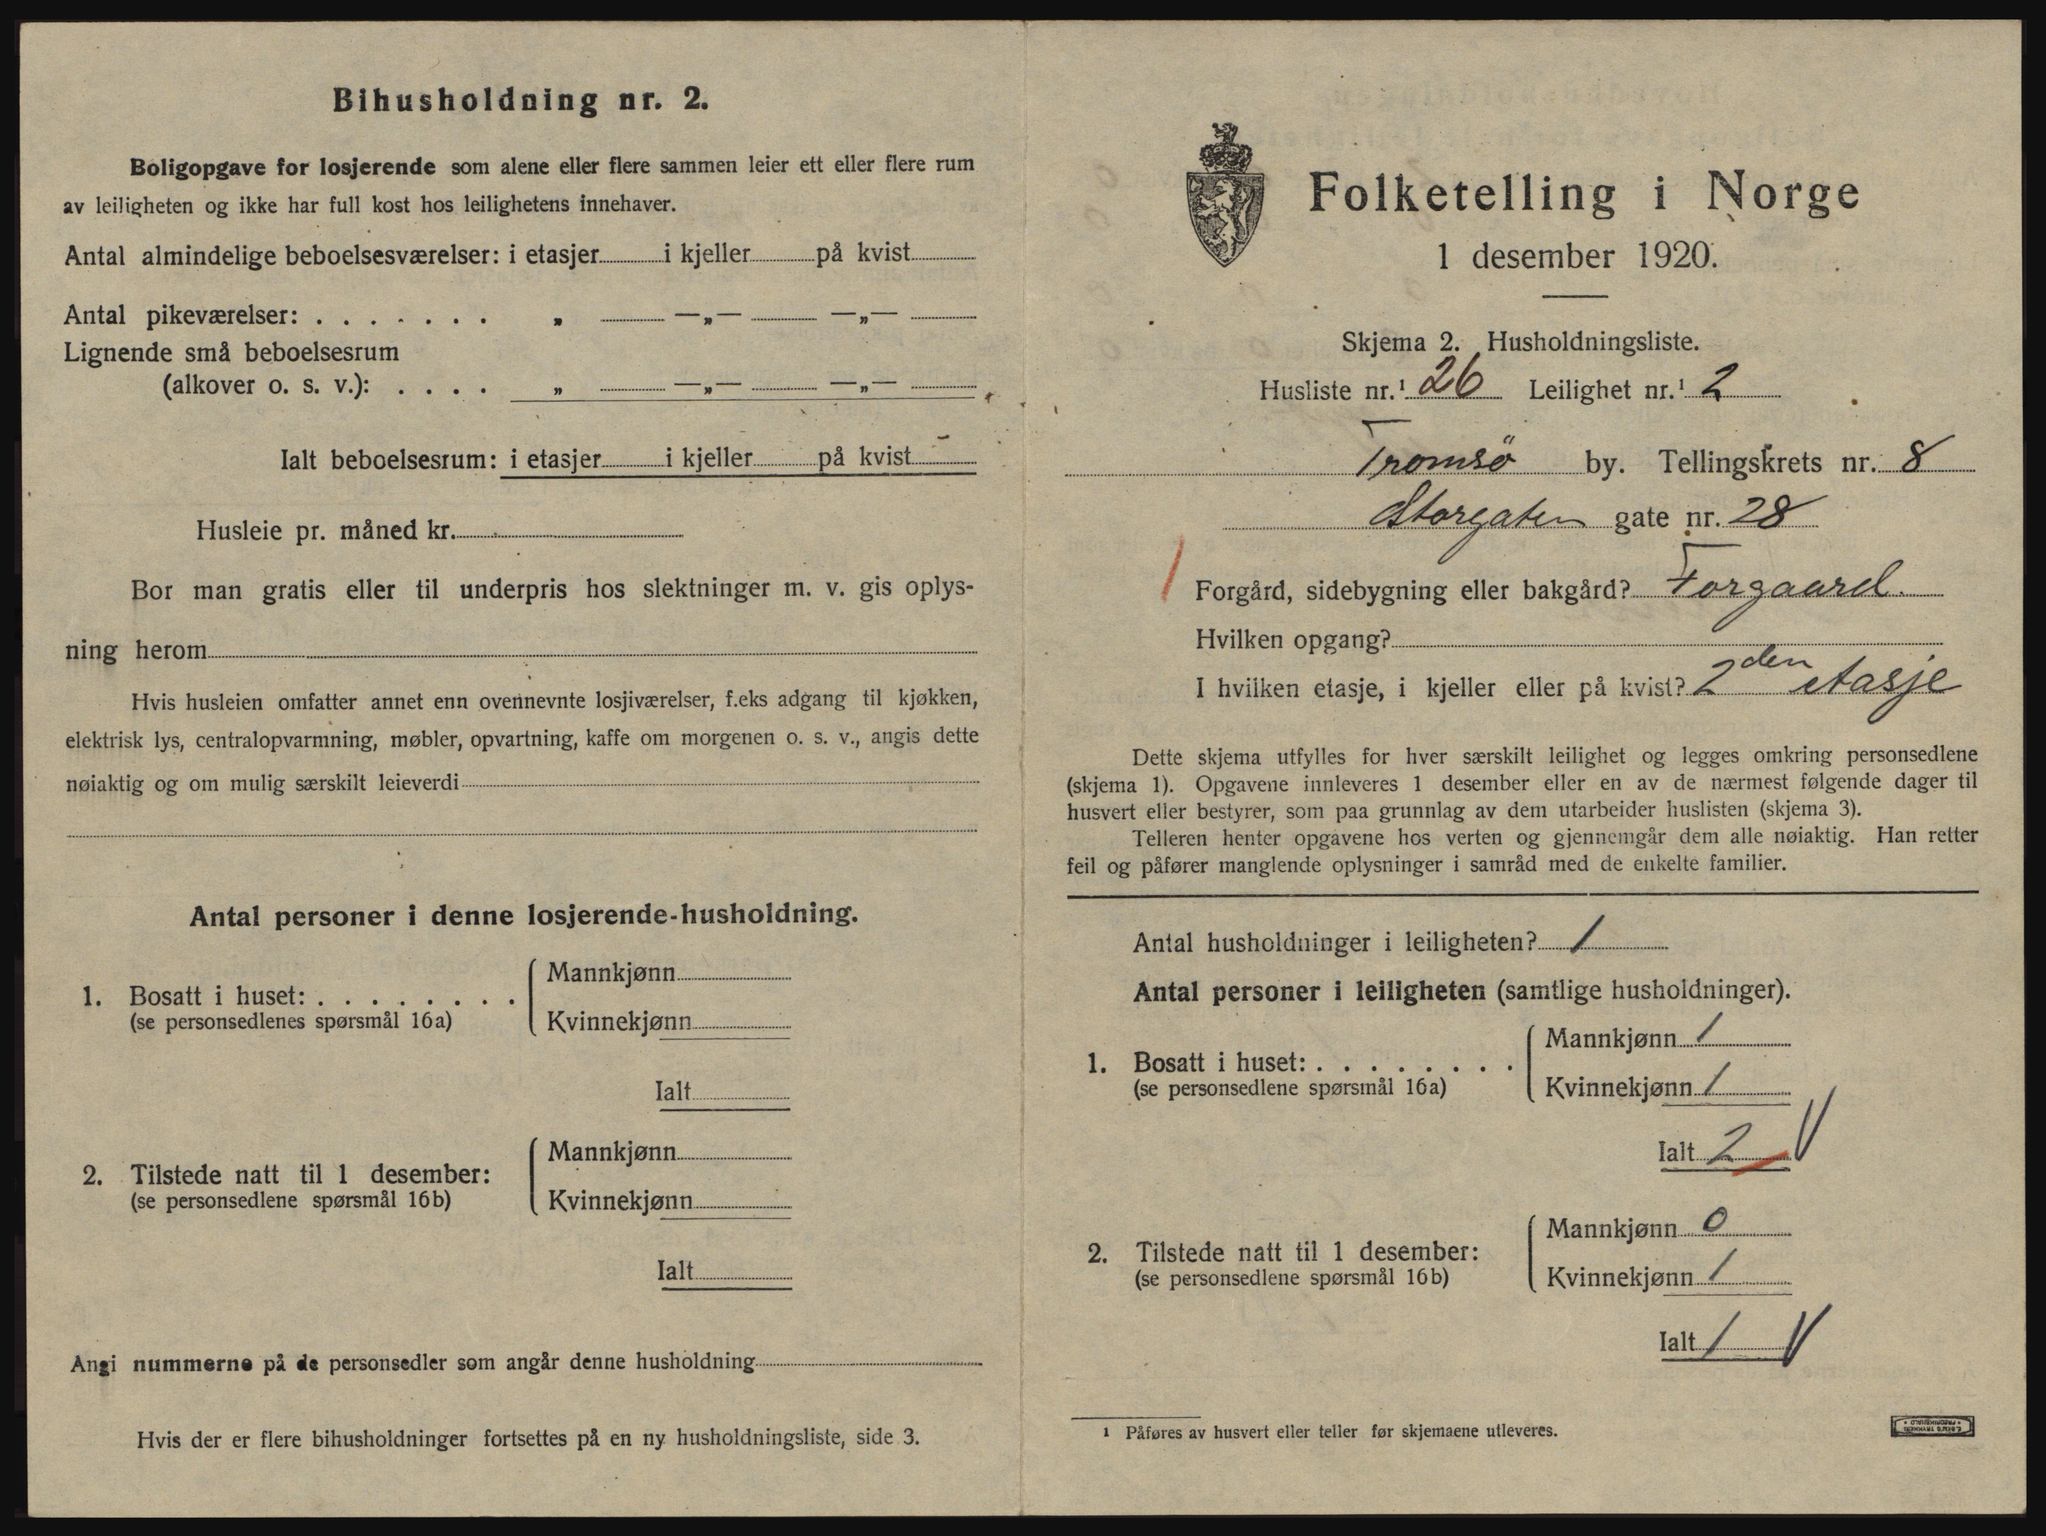 Bihusholdning nr. 2.
Boligopgave for losjerende som alene eller flere sammen leier ett eller flere rum
av leiligheten og ikke har full kost hos leilighetens innehaver.
Antal almindelige beboelsesværelser: i etasjer i kjeller på kvist
Antal pikeværelser: . . . . . . . „ —„— —„—
Lignende små beboelsesrum
(alkover o. s. v.): . . . . „ —„— —„—
Ialt beboelsesrum: i etasjer i kjeller på kvist
Husleie pr. måned kr.
Bor man gratis eller til underpris hos slektninger m. v. gis oplys-
ning herom
Hvis husleien omfatter annet enn ovennevnte losjiværelser, f.eks adgang til kjøkken,
elektrisk lys, centralopvarmning, møbler, opvartning, kaffe om morgenen o. s. v., angis dette
nøiaktig og om mulig særskilt leieverdi
Antal personer i denne losjerende-husholdning.
Mannkjønn
1. Bosatt i huset: . . . . . . . .
(se personsedlenes spørsmål 16a)
Kvinnekjønn
Ialt
Mannkjønn
2. Tilstede natt til 1 desember:
(se personsedlene spørsmål 16b)
Kvinnekjønn
Ialt
Angi nummerne på de personsedler som angår denne husholdning
Hvis der er flere bihusholdninger fortsettes på en ny husholdningsliste, side 3.
Folketelling i Norge
1 desember 1920.
Skjema 2. Husholdningsliste.
Husliste nr.¹ 26 Leilighet nr.¹ 2
Tromsö by. Tellingskrets nr. 8
Storgaten gate nr. 28
Forgård, sidebygning eller bakgård? Forgaard.
Hvilken opgang?
I hvilken etasje, i kjeller eller på kvist? 2den etasje
Dette skjema utfylles for hver særskilt leilighet og legges omkring personsedlene
(skjema 1). Opgavene innleveres 1 desember eller en av de nærmest følgende dager til
husvert eller bestyrer, som paa grunnlag av dem utarbeider huslisten (skjema 3).
Telleren henter opgavene hos verten og gjennemgår dem alle nøiaktig. Han retter
feil og påfører manglende oplysninger i samråd med de enkelte familier.
Antal husholdninger i leiligheten? 1
Antal personer i leiligheten (samtlige husholdninger).
Mannkjønn 1
1. Bosatt i huset: . . . . . . . .
(se personsedlene spørsmål 16a)
Kvinnekjønn 1
Ialt 2
Mannkjønn 0
2. Tilstede natt til 1 desember:
(se personsedlene spørsmål 16b)
Kvinnekjønn 1
Ialt 1
¹ Påføres av husvert eller teller før skjemaene utleveres.